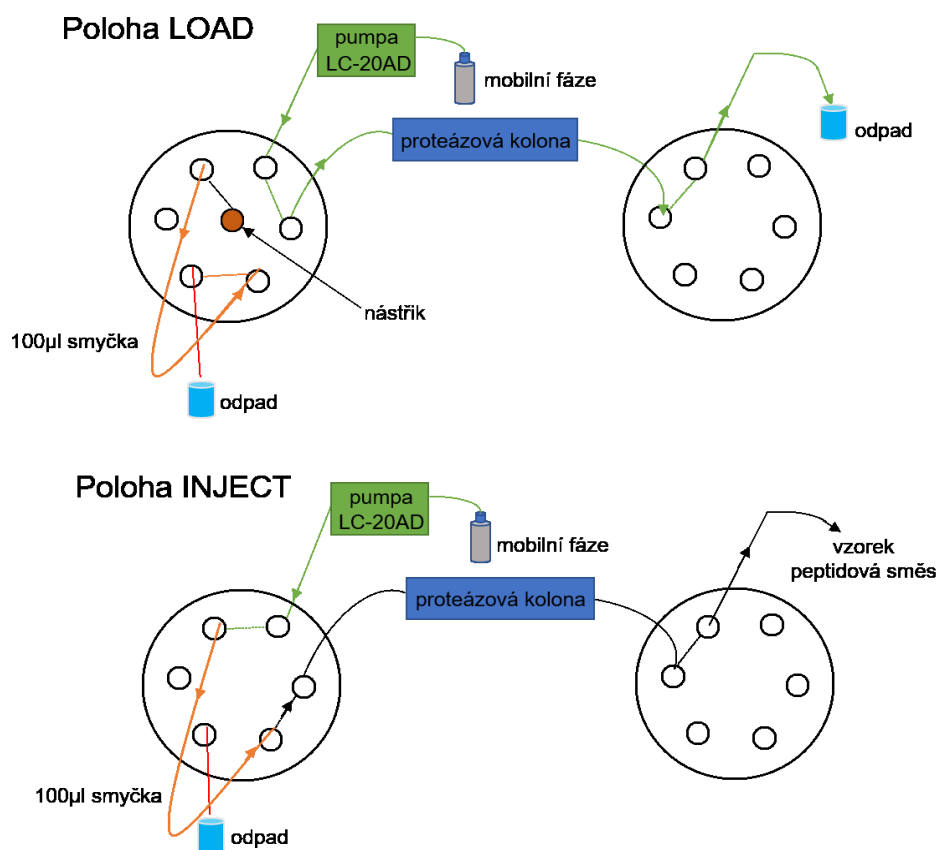 Poloha LOAD
pumpa
LC-20AD
mobilní fáze
proteázová kolona
odpad
nástřik
100µl smyčka
odpad
Poloha INJECT
pumpa
LC-20AD
mobilní fáze
proteázová kolona
vzorek
peptidová směs
100µl smyčka
odpad